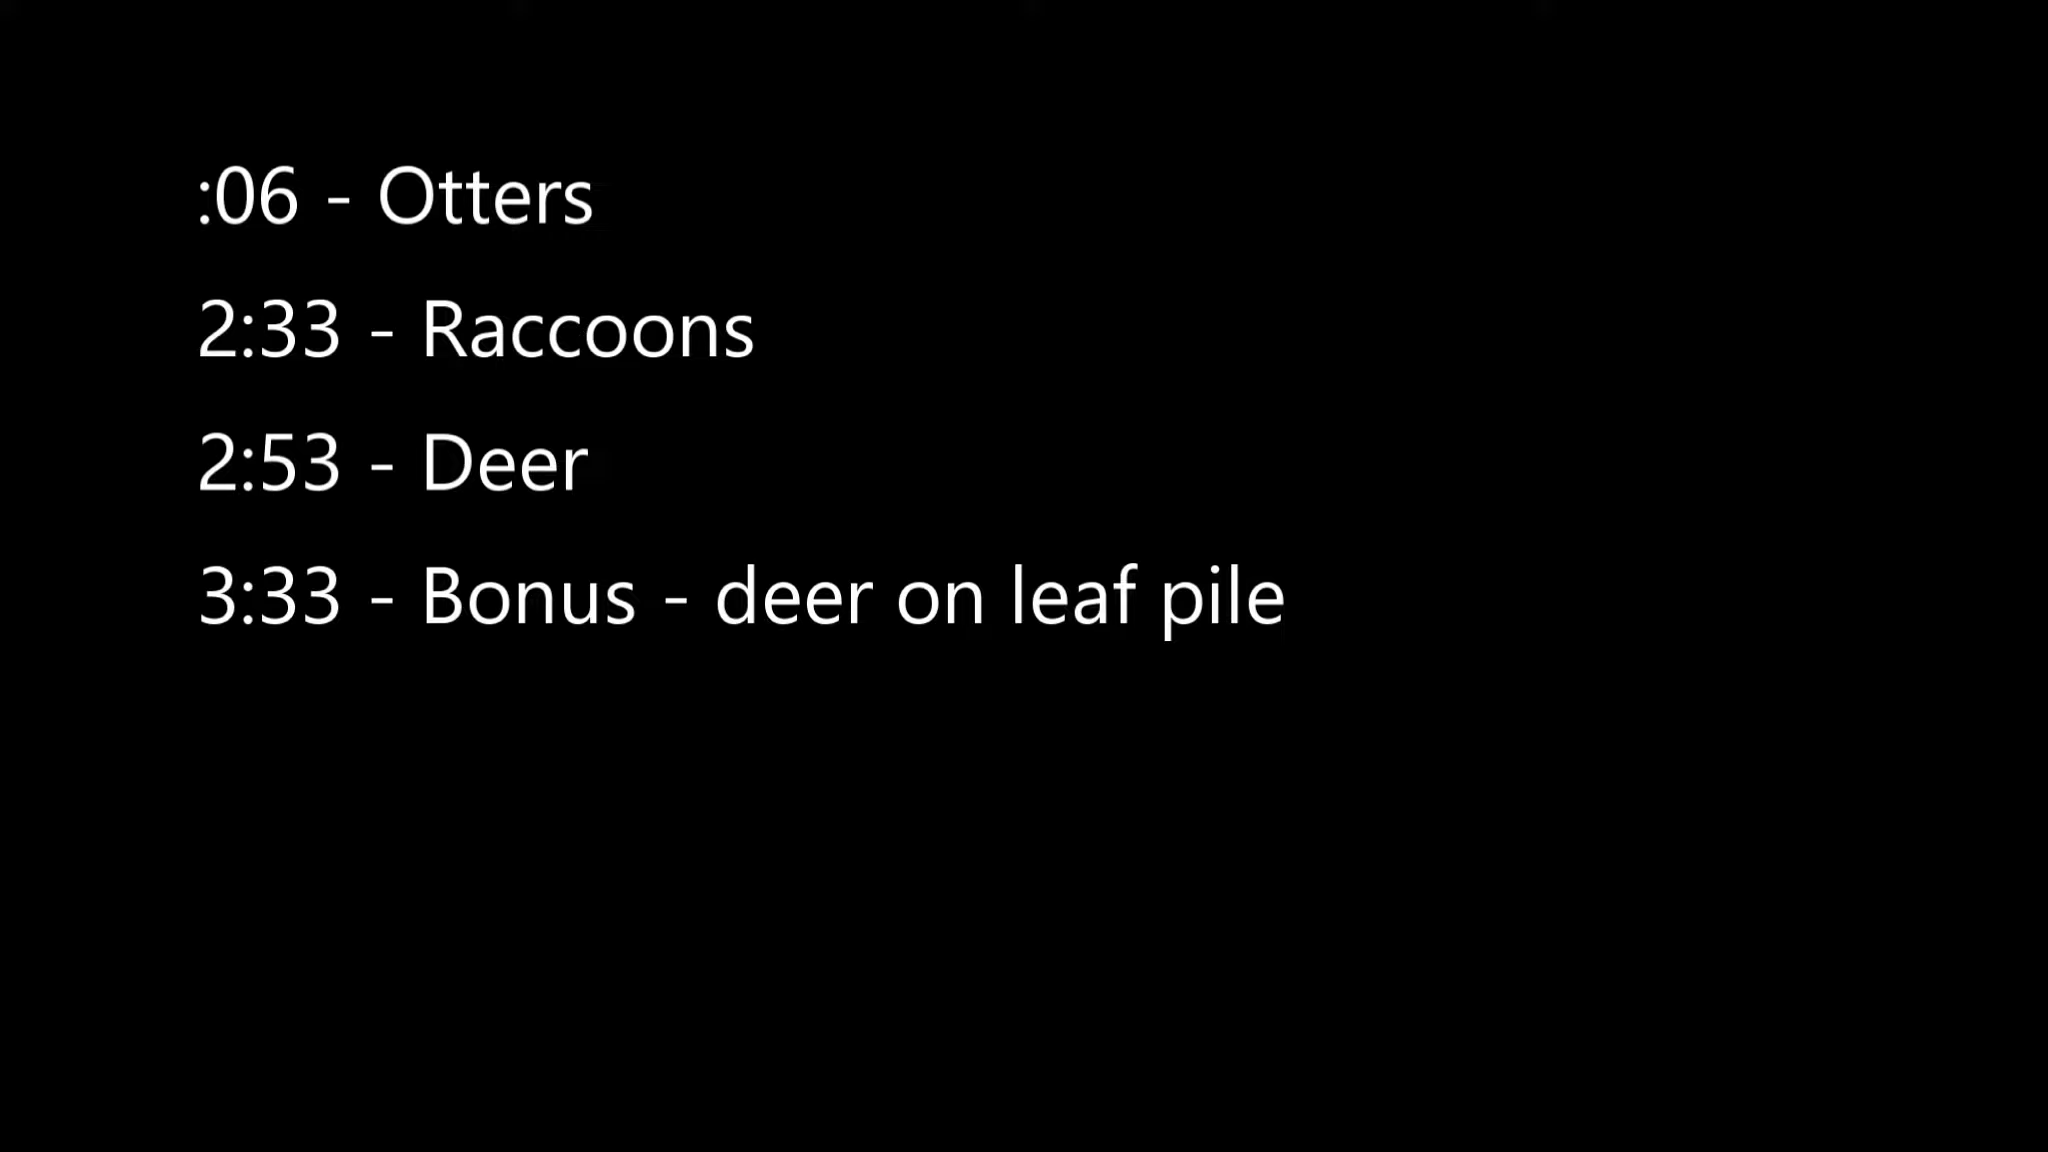 :06 - Otters
2:33 - Raccoons
2:53 - Deer
3:33 - Bonus - deer on leaf pile